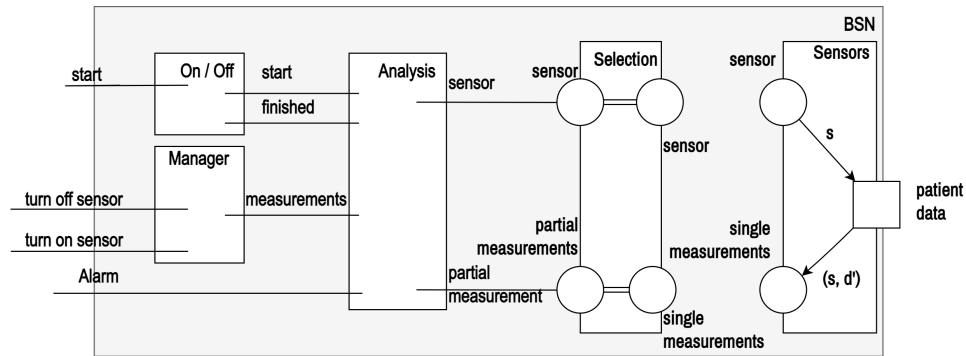 BSN
start
On / Off
start
finished
Analysis
sensor
sensor
Selection
sensor
sensor
Sensors
s
Manager
turn off sensor
measurements
turn on sensor
patient
data
partial
measurements
single
measurements
Alarm
partial
measurement
(s, d')
single
measurements